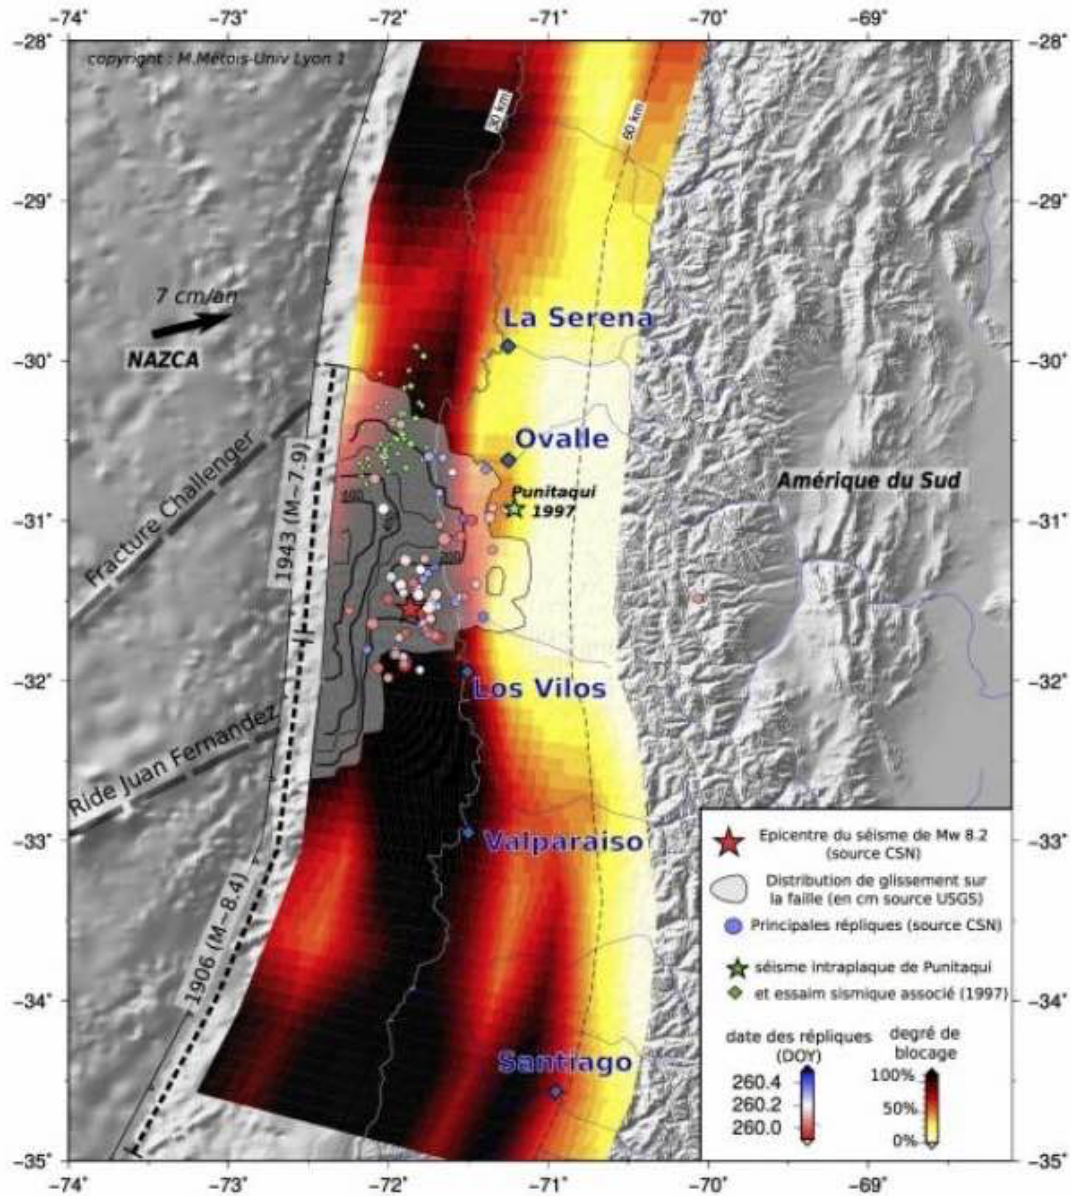 −74° −73° −72° −71° −70° −69°
−28° −28°
copyright : M.Métois-Univ Lyon 1
30 km
60 km
−29° −29°
7 cm/an
NAZCA
La Serena
−30° −30°
Fracture Challenger
1943 (M~7.9)
Ovalle
Punitaqui
1997
Amérique du Sud
−31° −31°
−32° −32°
Los Vilos
Ride Juan Fernandez
−33° −33°
Valparaiso
1906 (M~8.4)
−34° −34°
Santiago
−35° −35°
−74° −73° −72° −71° −70° −69°
Epicentre du séisme de Mw 8.2
(source CSN)
Distribution de glissement sur
la faille (en cm source USGS)
Principales répliques (source CSN)
séisme intraplaque de Punitaqui
et essaim sismique associé (1997)
date des répliques
(DOY)
260.4
260.2
260.0
degré de
blocage
100%
50%
0%